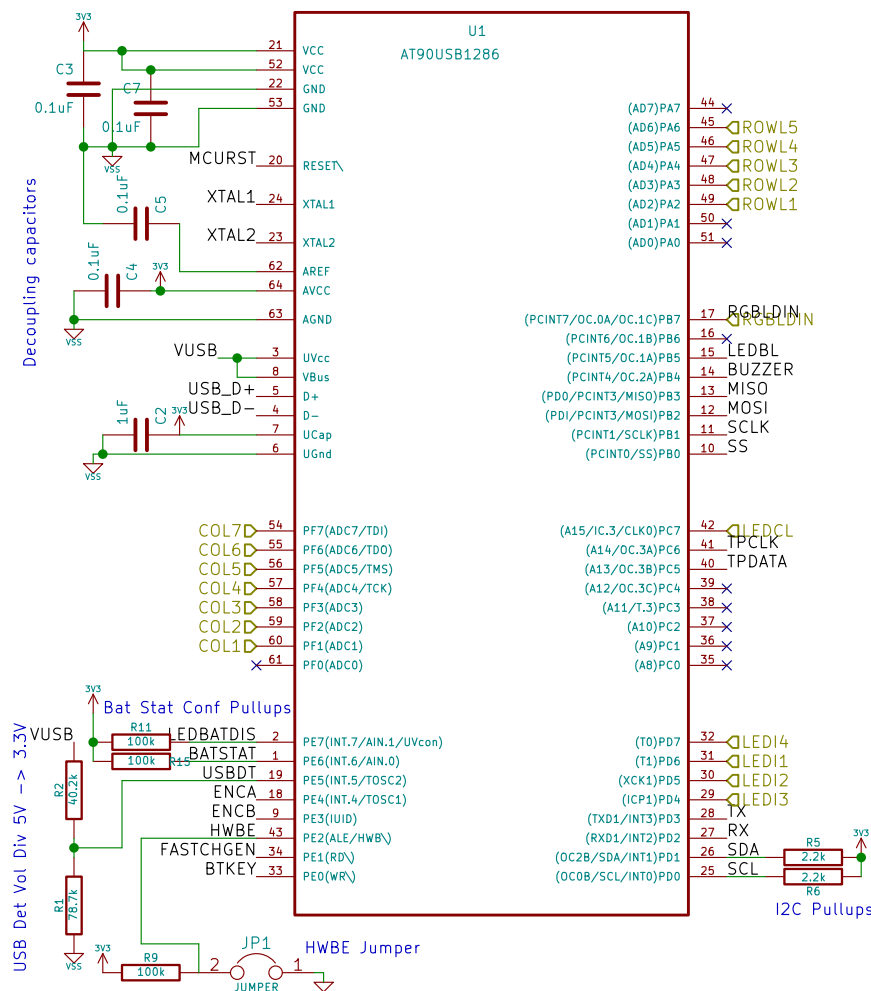 U1
AT90USB1286
3V3
21 VCC
52 VCC
22 GND
53 GND
C3
0.1uF
C7
0.1uF
VSS
MCURST 20 RESET\
XTAL1 24 XTAL1
XTAL2 23 XTAL2
0.1uF
C5
62 AREF
0.1uF
C4
3V3
64 AVCC
63 AGND
VSS
Decoupling capacitors
VUSB 3 UVcc
8 VBus
USB_D+ 5 D+
USB_D- 4 D-
1uF
C2
3V3
7 UCap
6 UGnd
VSS
COL7 54 PF7(ADC7/TDI)
COL6 55 PF6(ADC6/TDO)
COL5 56 PF5(ADC5/TMS)
COL4 57 PF4(ADC4/TCK)
COL3 58 PF3(ADC3)
COL2 59 PF2(ADC2)
COL1 60 PF1(ADC1)
61 PF0(ADC0)
3V3
Bat Stat Conf Pullups
R11
100k
LEDBATDIS 2 PE7(INT.7/AIN.1/UVcon)
100k
R15
BATSTAT 1 PE6(INT.6/AIN.0)
USBDT 19 PE5(INT.5/TOSC2)
ENCA 18 PE4(INT.4/TOSC1)
ENCB 9 PE3(IUID)
HWBE 43 PE2(ALE/HWB\)
FASTCHGEN 34 PE1(RD\)
BTKEY 33 PE0(WR\)
VUSB
R2
40.2k
R1
78.7k
VSS
USB Det Vol Div 5V -> 3.3V
3V3
R9
100k
2 JP1 1
JUMPER
HWBE Jumper
(AD7)PA7 44
(AD6)PA6 45 ROWL5
(AD5)PA5 46 ROWL4
(AD4)PA4 47 ROWL3
(AD3)PA3 48 ROWL2
(AD2)PA2 49 ROWL1
(AD1)PA1 50
(AD0)PA0 51
(PCINT7/OC.0A/OC.1C)PB7 17 RGBLDIN RGBLDIN
(PCINT6/OC.1B)PB6 16
(PCINT5/OC.1A)PB5 15 LEDBL
(PCINT4/OC.2A)PB4 14 BUZZER
(PD0/PCINT3/MISO)PB3 13 MISO
(PDI/PCINT3/MOSI)PB2 12 MOSI
(PCINT1/SCLK)PB1 11 SCLK
(PCINT0/SS)PB0 10 SS
(A15/IC.3/CLK0)PC7 42 LEDCL
(A14/OC.3A)PC6 41 TPCLK
(A13/OC.3B)PC5 40 TPDATA
(A12/OC.3C)PC4 39
(A11/T.3)PC3 38
(A10)PC2 37
(A9)PC1 36
(A8)PC0 35
(T0)PD7 32 LEDI4
(T1)PD6 31 LEDI1
(XCK1)PD5 30 LEDI2
(ICP1)PD4 29 LEDI3
(TXD1/INT3)PD3 28 TX
(RXD1/INT2)PD2 27 RX
(OC2B/SDA/INT1)PD1 26 SDA
(OC0B/SCL/INT0)PD0 25 SCL
R5
2.2k
2.2k
R6
3V3
I2C Pullups